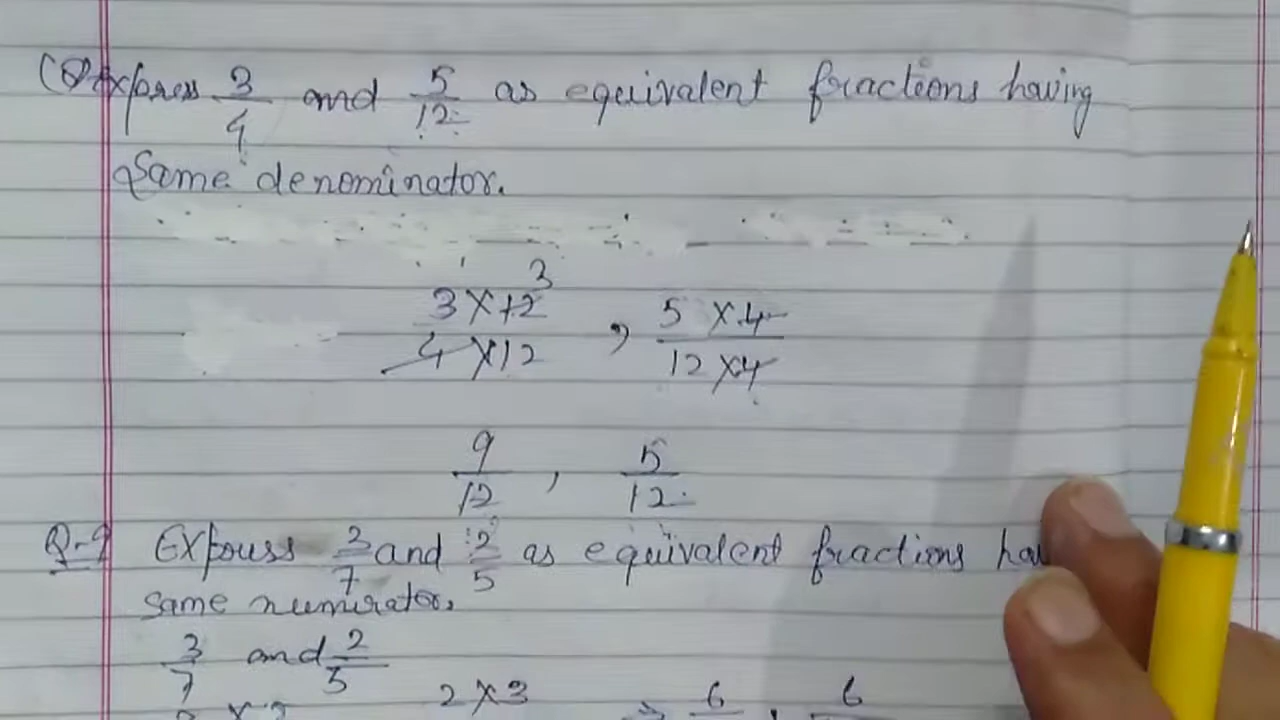 Express 3/4 and 5/12 as equivalent fractions having
Same denominator.
3
3 X 12 / 4 X 12 , 5 X 4 / 12 X 4
9/12 , 5/12
Q-9 Express 3/7 and 2/5 as equivalent fractions
same numirator.
3/7 and 2/5
2 X 3 ⇒ 6 , 6